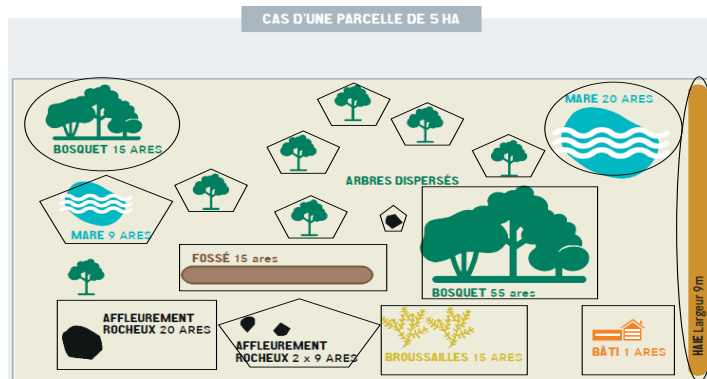 CAS D'UNE PARCELLE DE 5 HA
BOSQUET 15 ARES
MARE 20 ARES
ARBRES DISPERSÉS
MARE 9 ARES
FOSSÉ 15 ares
BOSQUET 55 ares
AFFLEUREMENT
ROCHEUX 20 ARES
AFFLEUREMENT
ROCHEUX 2 x 9 ARES
BROUSSAILLES 15 ARES
BÂTI 1 ARES
HAIE Largeur 9m